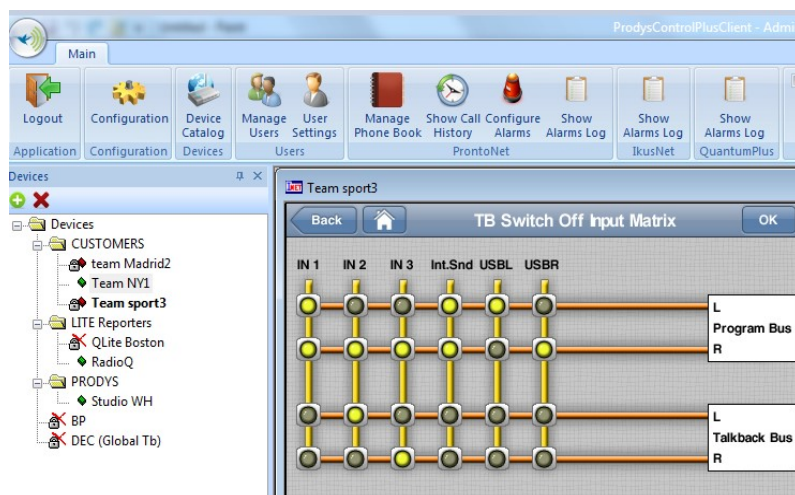 ProdysControlPlusClient - Admi
Main
Logout
Configuration
Device Catalog
Manage Users
User Settings
Manage Phone Book
Show Call History
Configure Alarms
Show Alarms Log
Show Alarms Log
Show Alarms Log
Application
Configuration
Devices
Users
ProntoNet
IkusNet
QuantumPlus
Devices
Team sport3
Back
TB Switch Off Input Matrix
OK
Devices
CUSTOMERS
team Madrid2
Team NY1
Team sport3
LITE Reporters
QLite Boston
RadioQ
PRODYS
Studio WH
BP
DEC (Global Tb)
IN 1 IN 2 IN 3 Int.Snd USBL USBR
L
Program Bus
R
L
Talkback Bus
R